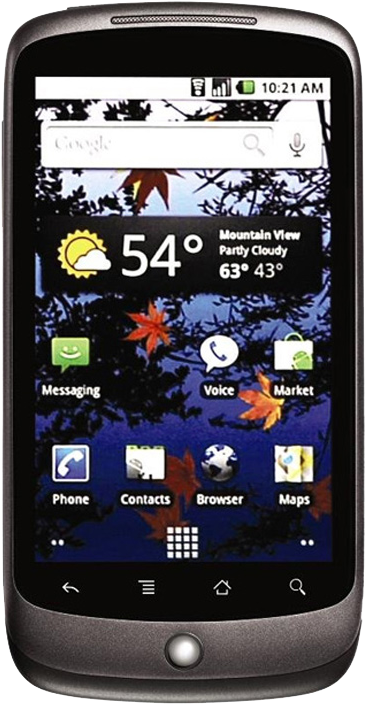 10:21 AM
Google
54°
Mountain View
Partly Cloudy
63° 43°
Messaging
Voice
Market
Phone
Contacts
Browser
Maps